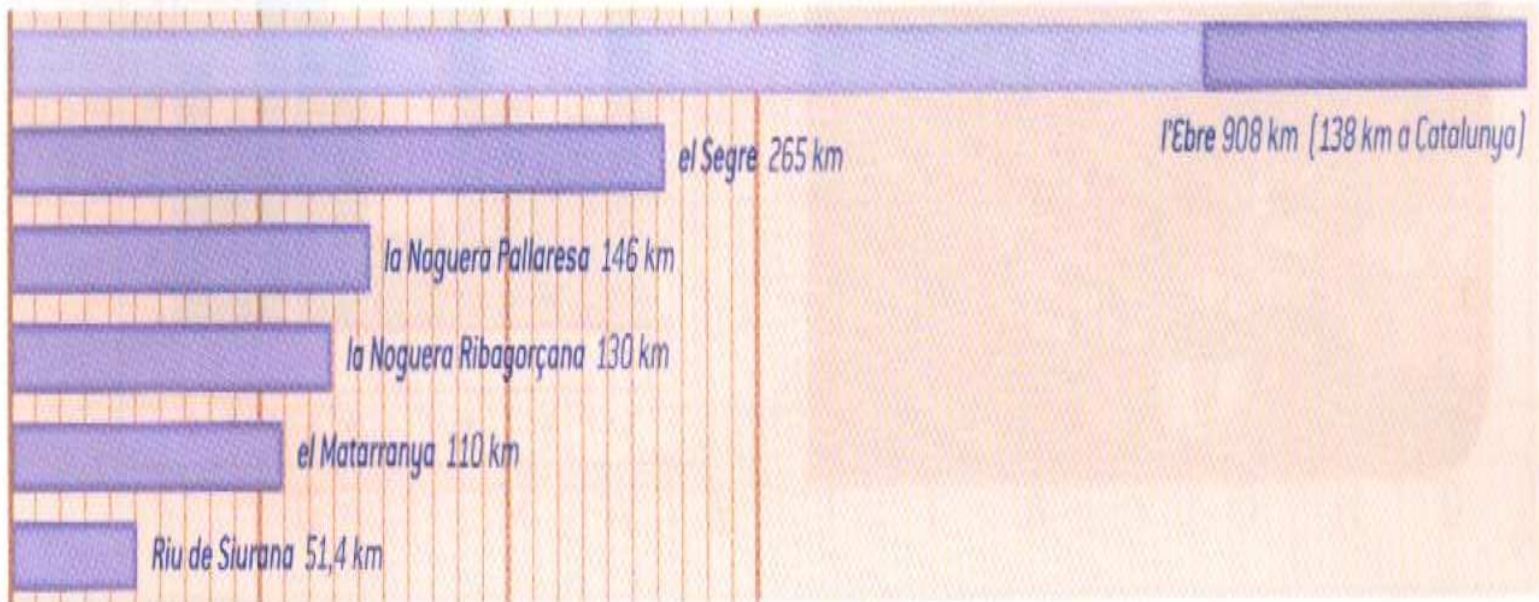 l'Ebre 908 km (138 km a Catalunya)
el Segre 265 km
la Noguera Pallaresa 146 km
la Noguera Ribagorçana 130 km
el Matarranya 110 km
Riu de Siurana 51,4 km